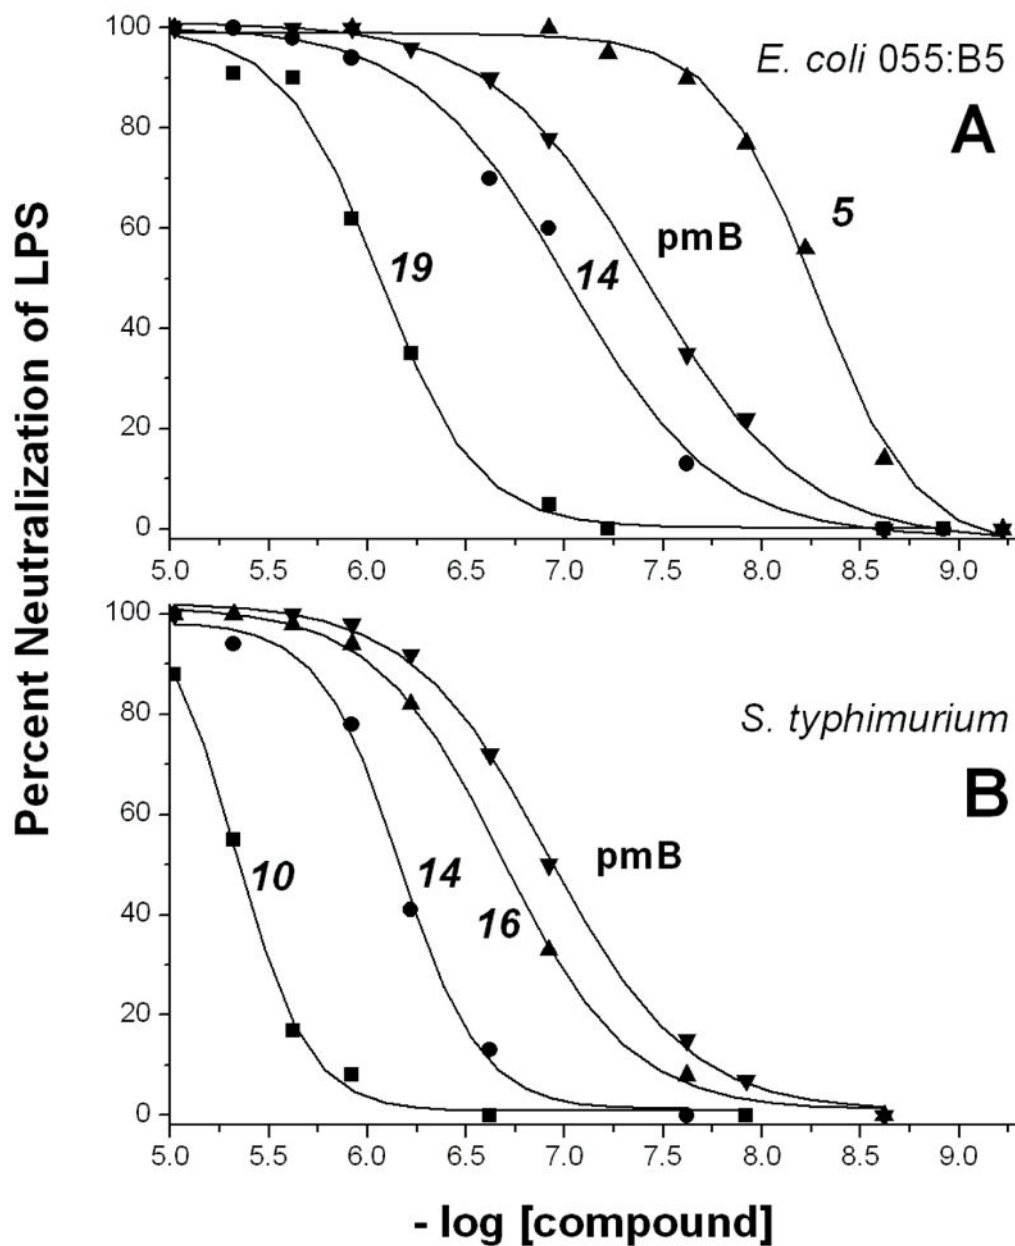 Percent Neutralization of LPS
E. coli 055:B5
A
100
80
60
40
20
0
19
14
pmB
5
5.0 5.5 6.0 6.5 7.0 7.5 8.0 8.5 9.0
S. typhimurium
B
100
80
60
40
20
0
10
14
16
pmB
5.0 5.5 6.0 6.5 7.0 7.5 8.0 8.5 9.0
- log [compound]